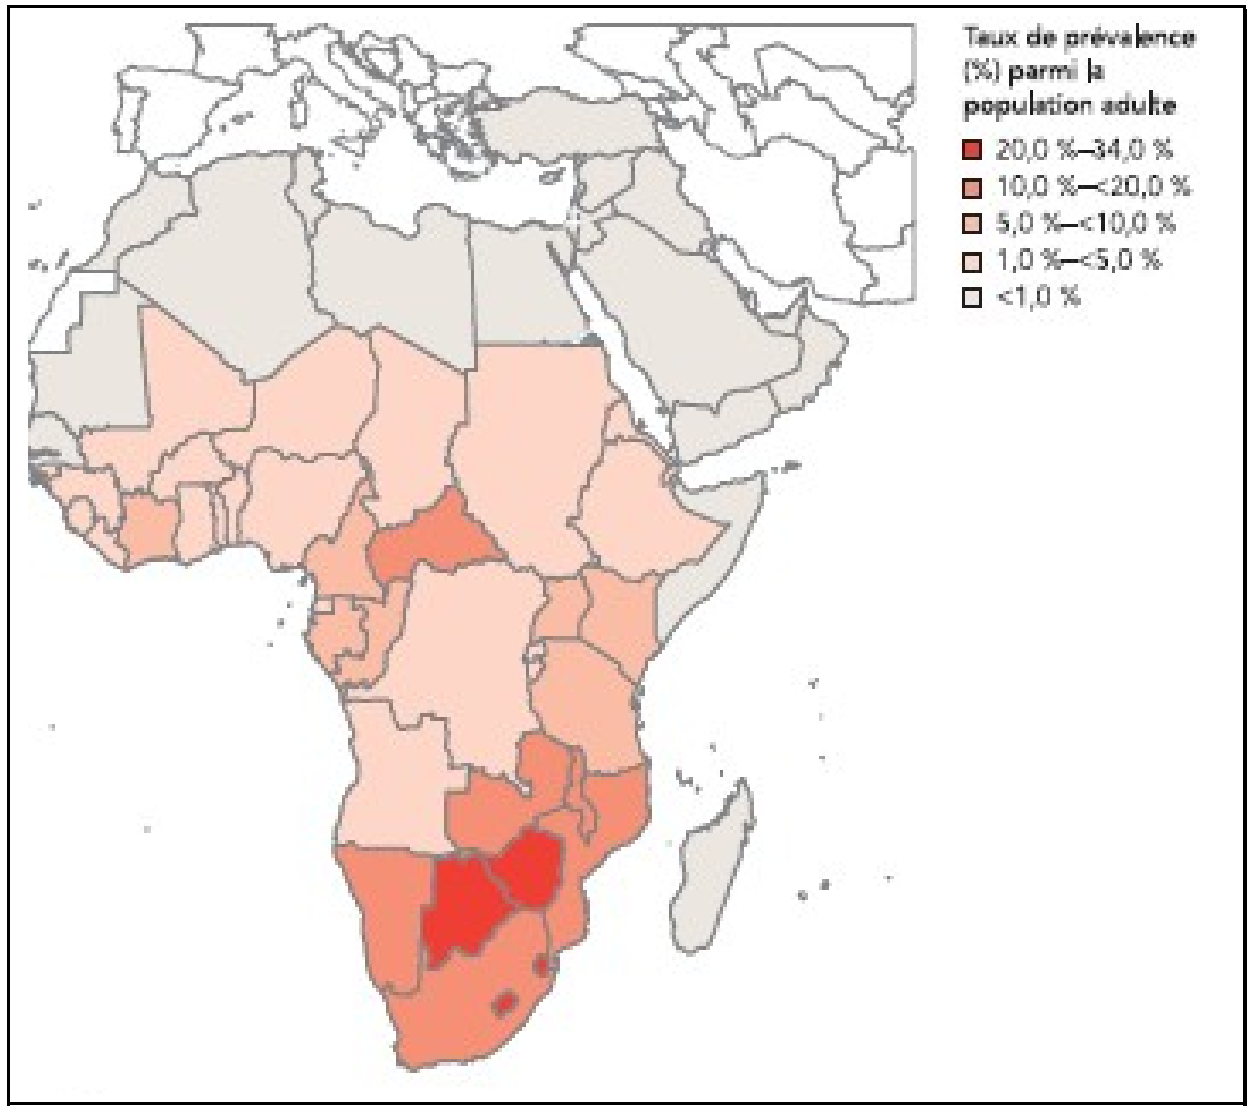 Taux de prévalence
(%) parmi la
population adulte
20,0 %–34,0 %
10,0 %–<20,0 %
5,0 %–<10,0 %
1,0 %–<5,0 %
<1,0 %